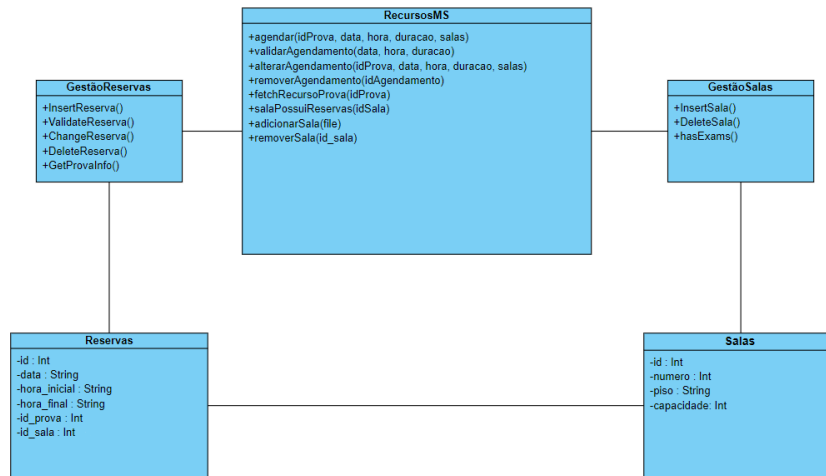 RecursosMS
+agendar(idProva, data, hora, duracao, salas)
+validarAgendamento(data, hora, duracao)
+alterarAgendamento(idProva, data, hora, duracao, salas)
+removerAgendamento(idAgendamento)
+fetchRecursoProva(idProva)
+salaPossuiReservas(idSala)
+adicionarSala(file)
+removerSala(id_sala)
GestãoReservas
+InsertReserva()
+ValidateReserva()
+ChangeReserva()
+DeleteReserva()
+GetProvaInfo()
GestãoSalas
+InsertSala()
+DeleteSala()
+hasExams()
Reservas
-id : Int
-data : String
-hora_inicial : String
-hora_final : String
-id_prova : Int
-id_sala : Int
Salas
-id : Int
-numero : Int
-piso : String
-capacidade: Int